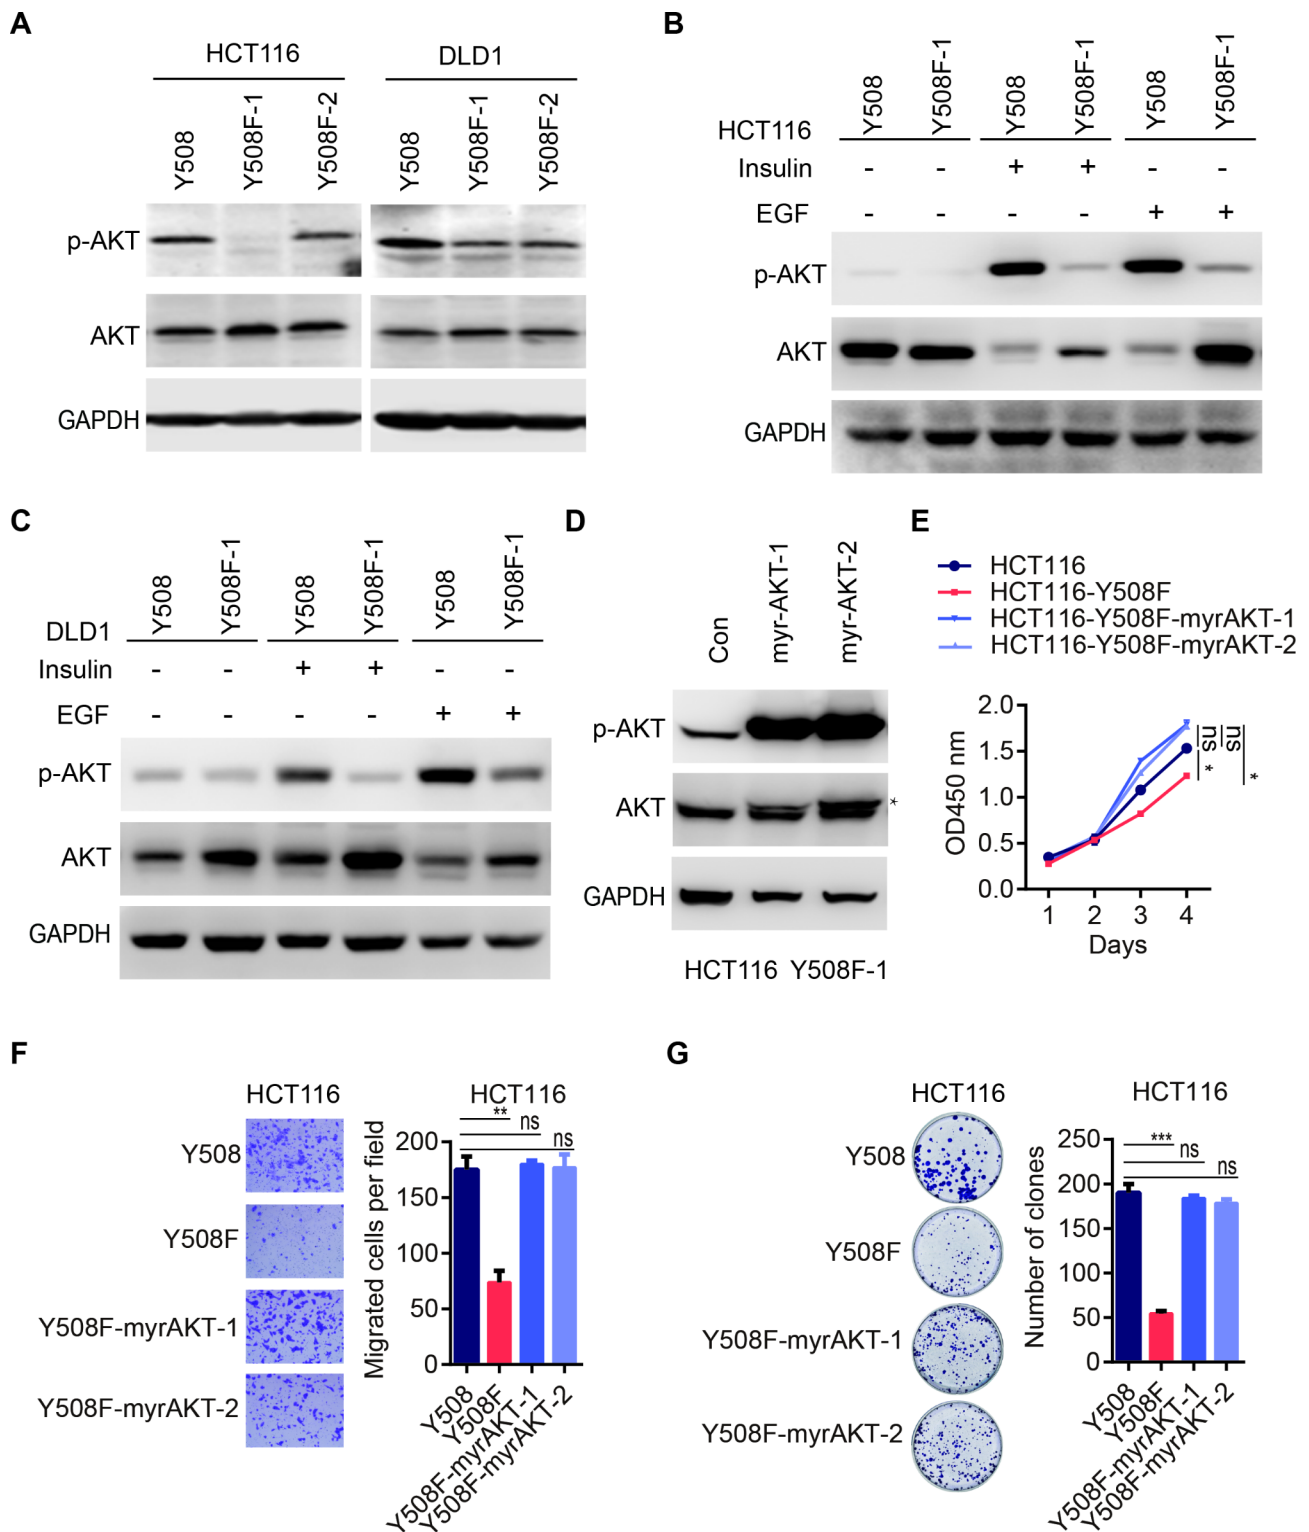 A
HCT116
DLD1
Y508
Y508F-1
Y508F-2
Y508
Y508F-1
Y508F-2
p-AKT
AKT
GAPDH
B
Y508
Y508F-1
Y508
Y508F-1
Y508
Y508F-1
HCT116
Insulin - - + + - -
EGF - - - - + +
p-AKT
AKT
GAPDH
C
Y508
Y508F-1
Y508
Y508F-1
Y508
Y508F-1
DLD1
Insulin - - + + - -
EGF - - - - + +
p-AKT
AKT
GAPDH
D
Con
myr-AKT-1
myr-AKT-2
p-AKT
AKT *
GAPDH
HCT116 Y508F-1
E
HCT116
HCT116-Y508F
HCT116-Y508F-myrAKT-1
HCT116-Y508F-myrAKT-2
OD450 nm
2.0
1.5
1.0
0.5
0.0
1 2 3 4
Days
ns
ns
*
*
F
HCT116
Y508
Y508F
Y508F-myrAKT-1
Y508F-myrAKT-2
HCT116
**
ns
ns
Migrated cells per field
200
150
100
50
0
Y508
Y508F
Y508F-myrAKT-1
Y508F-myrAKT-2
G
HCT116
Y508
Y508F
Y508F-myrAKT-1
Y508F-myrAKT-2
HCT116
***
ns
ns
Number of clones
250
200
150
100
50
0
Y508
Y508F
Y508F-myrAKT-1
Y508F-myrAKT-2